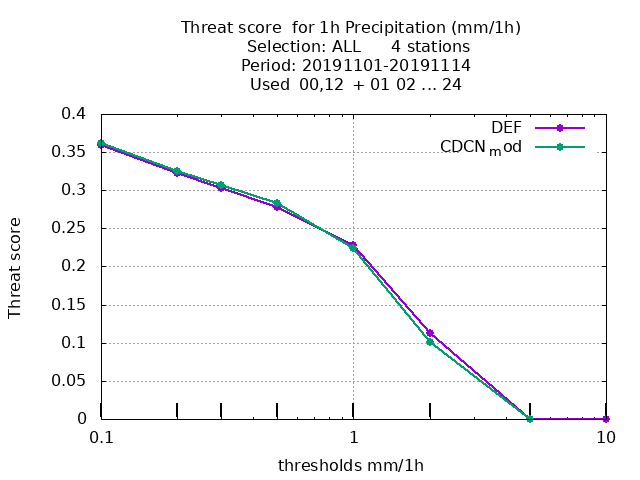 Threat score for 1h Precipitation (mm/1h)
Selection: ALL 4 stations
Period: 20191101-20191114
Used 00,12 + 01 02 ... 24
DEF
CDCNmod
0.4
0.35
0.3
0.25
0.2
0.15
0.1
0.05
0
Threat score
0.1 1 10
thresholds mm/1h